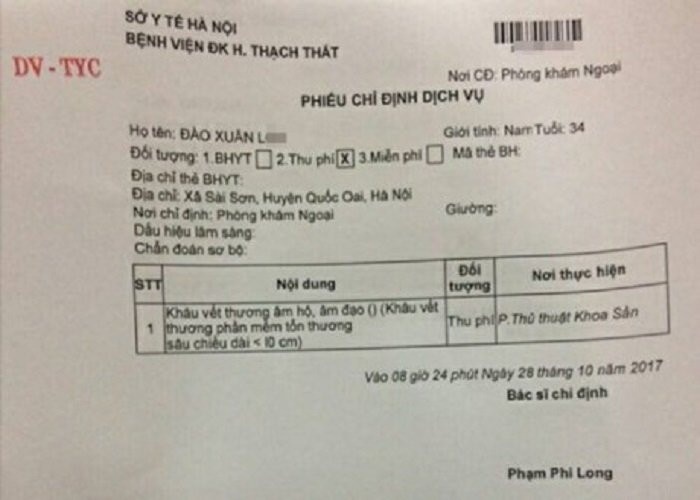 SỞ Y TẾ HÀ NỘI
BỆNH VIỆN ĐK H. THẠCH THẤT
DV - TYC
Nơi CĐ: Phòng khám Ngoại
PHIẾU CHỈ ĐỊNH DỊCH VỤ
Họ tên: ĐÀO XUÂN L
Giới tính: Nam Tuổi: 34
Đối tượng: 1.BHYT 2.Thu phí X 3.Miễn phí Mã thẻ BH:
Địa chỉ thẻ BHYT:
Địa chỉ: Xã Sài Sơn, Huyện Quốc Oai, Hà Nội
Nơi chỉ định: Phòng khám Ngoại Giường:
Dấu hiệu lâm sàng:
Chẩn đoán sơ bộ:
STT Nội dung Đối tượng Nơi thực hiện
1 Khâu vết thương âm hộ, âm đạo () (Khâu vết
thương phần mềm tổn thương
sâu chiều dài < 10 cm)
Thu phí P.Thủ thuật Khoa Sản
Vào 08 giờ 24 phút Ngày 28 tháng 10 năm 2017
Bác sĩ chỉ định
Phạm Phi Long